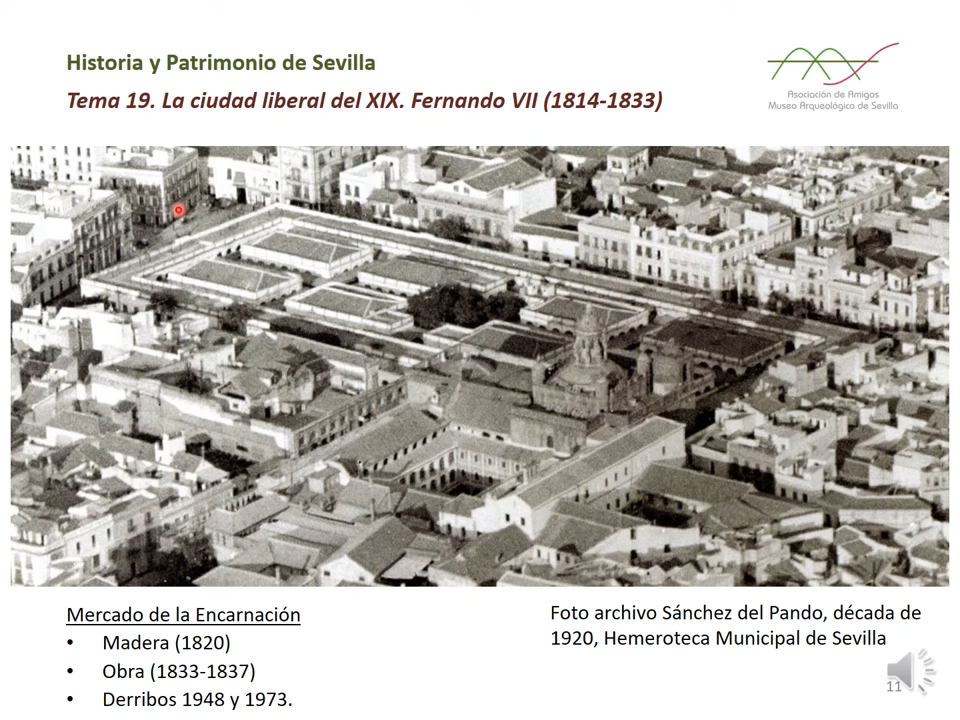 Historia y Patrimonio de Sevilla
Tema 19. La ciudad liberal del XIX. Fernando VII (1814-1833)
Asociación de Amigos
Museo Arqueológico de Sevilla
Mercado de la Encarnación
• Madera (1820)
• Obra (1833-1837)
• Derribos 1948 y 1973.
Foto archivo Sánchez del Pando, década de
1920, Hemeroteca Municipal de Sevilla
11